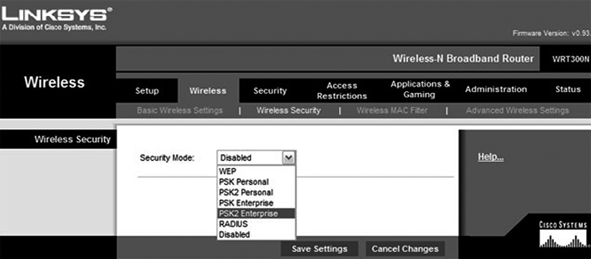 LINKSYS®
A Division of Cisco Systems, Inc.
Firmware Version: v0.93.
Wireless-N Broadband Router WRT300N
Wireless
Setup Wireless Security Access Restrictions Applications & Gaming Administration Status
Basic Wireless Settings | Wireless Security | Wireless MAC Filter | Advanced Wireless Settings
Wireless Security
Security Mode: Disabled
Help...
WEP
PSK Personal
PSK2 Personal
PSK Enterprise
PSK2 Enterprise
RADIUS
Disabled
CISCO SYSTEMS
Save Settings Cancel Changes